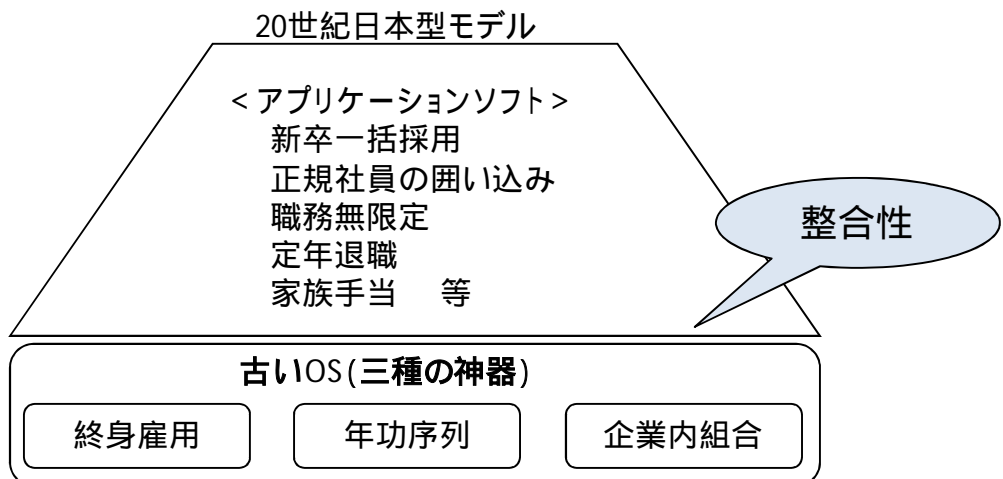 20世紀日本型モデル
<アプリケーションソフト>
新卒一括採用
正規社員の囲い込み
職務無限定
定年退職
家族手当 等
整合性
古いOS(三種の神器)
終身雇用
年功序列
企業内組合